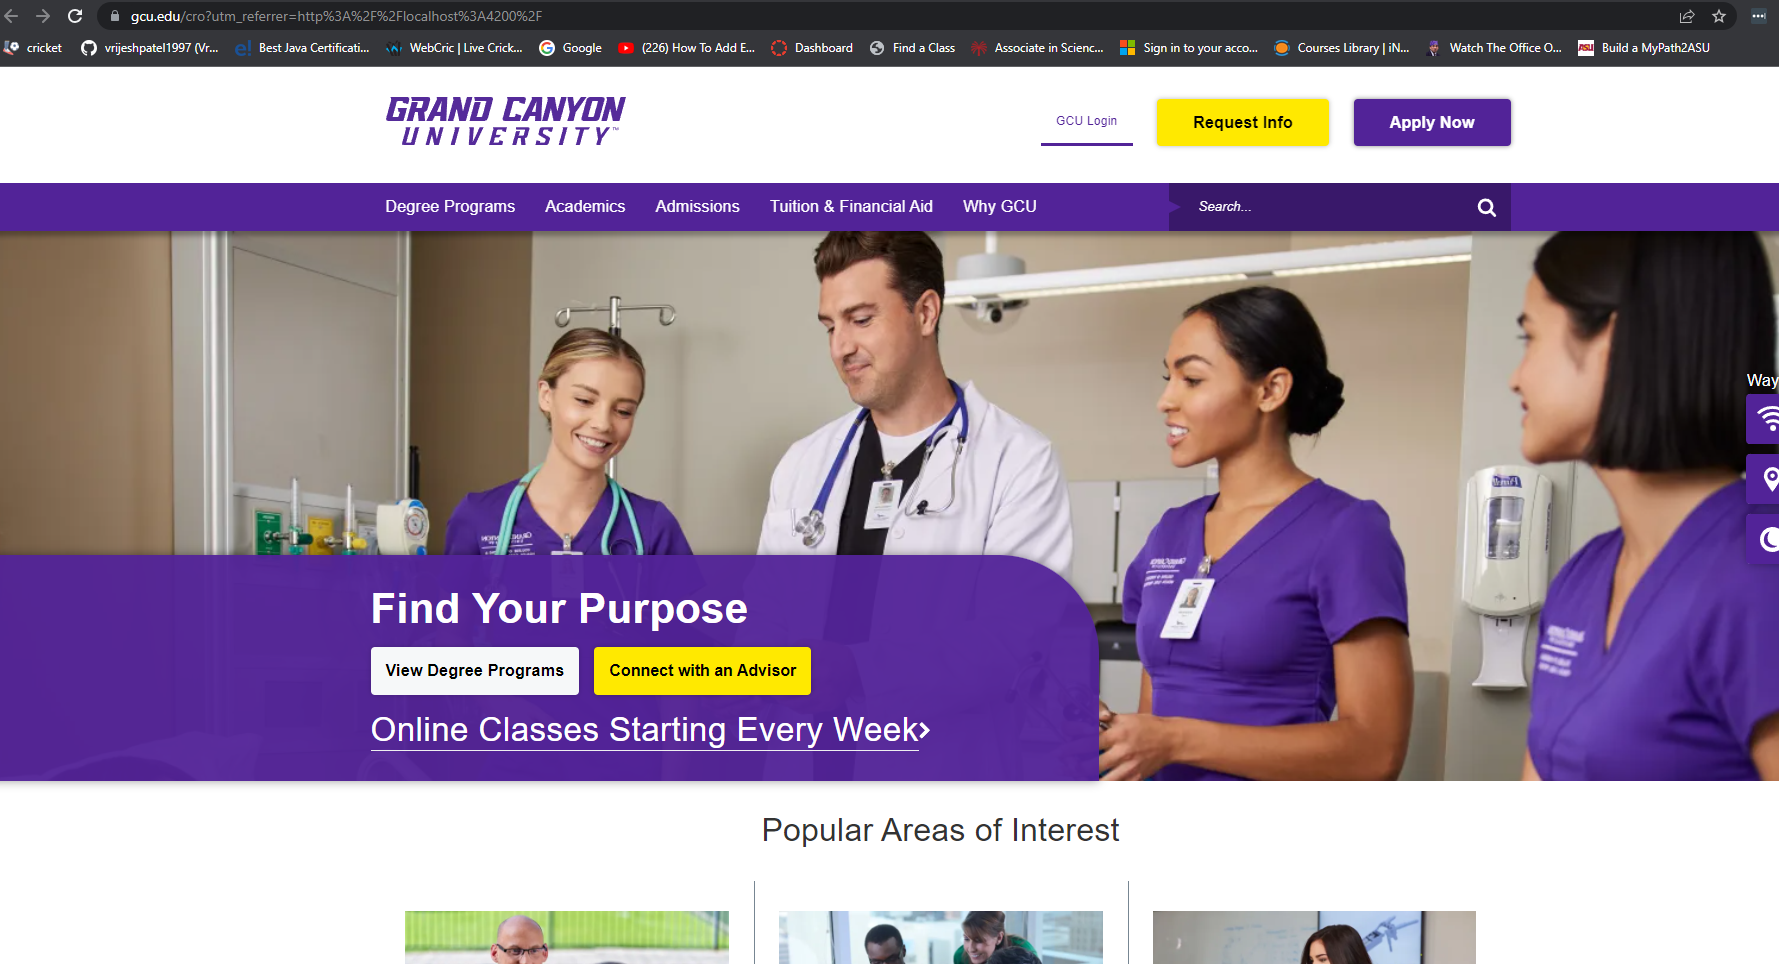 gcu.edu/cro?utm_referrer=http%3A%2F%2Flocalhost%3A4200%2F
cricket
vrijeshpatel1997 (Vr...
Best Java Certificati...
WebCric | Live Crick...
Google
(226) How To Add E...
Dashboard
Find a Class
Associate in Scienc...
Sign in to your acco...
Courses Library | iN...
Watch The Office O...
ASU
Build a MyPath2ASU
GRAND CANYON
UNIVERSITY™
GCU Login
Request Info
Apply Now
Degree Programs
Academics
Admissions
Tuition & Financial Aid
Why GCU
Search...
Way
Find Your Purpose
View Degree Programs
Connect with an Advisor
Online Classes Starting Every Week
Popular Areas of Interest